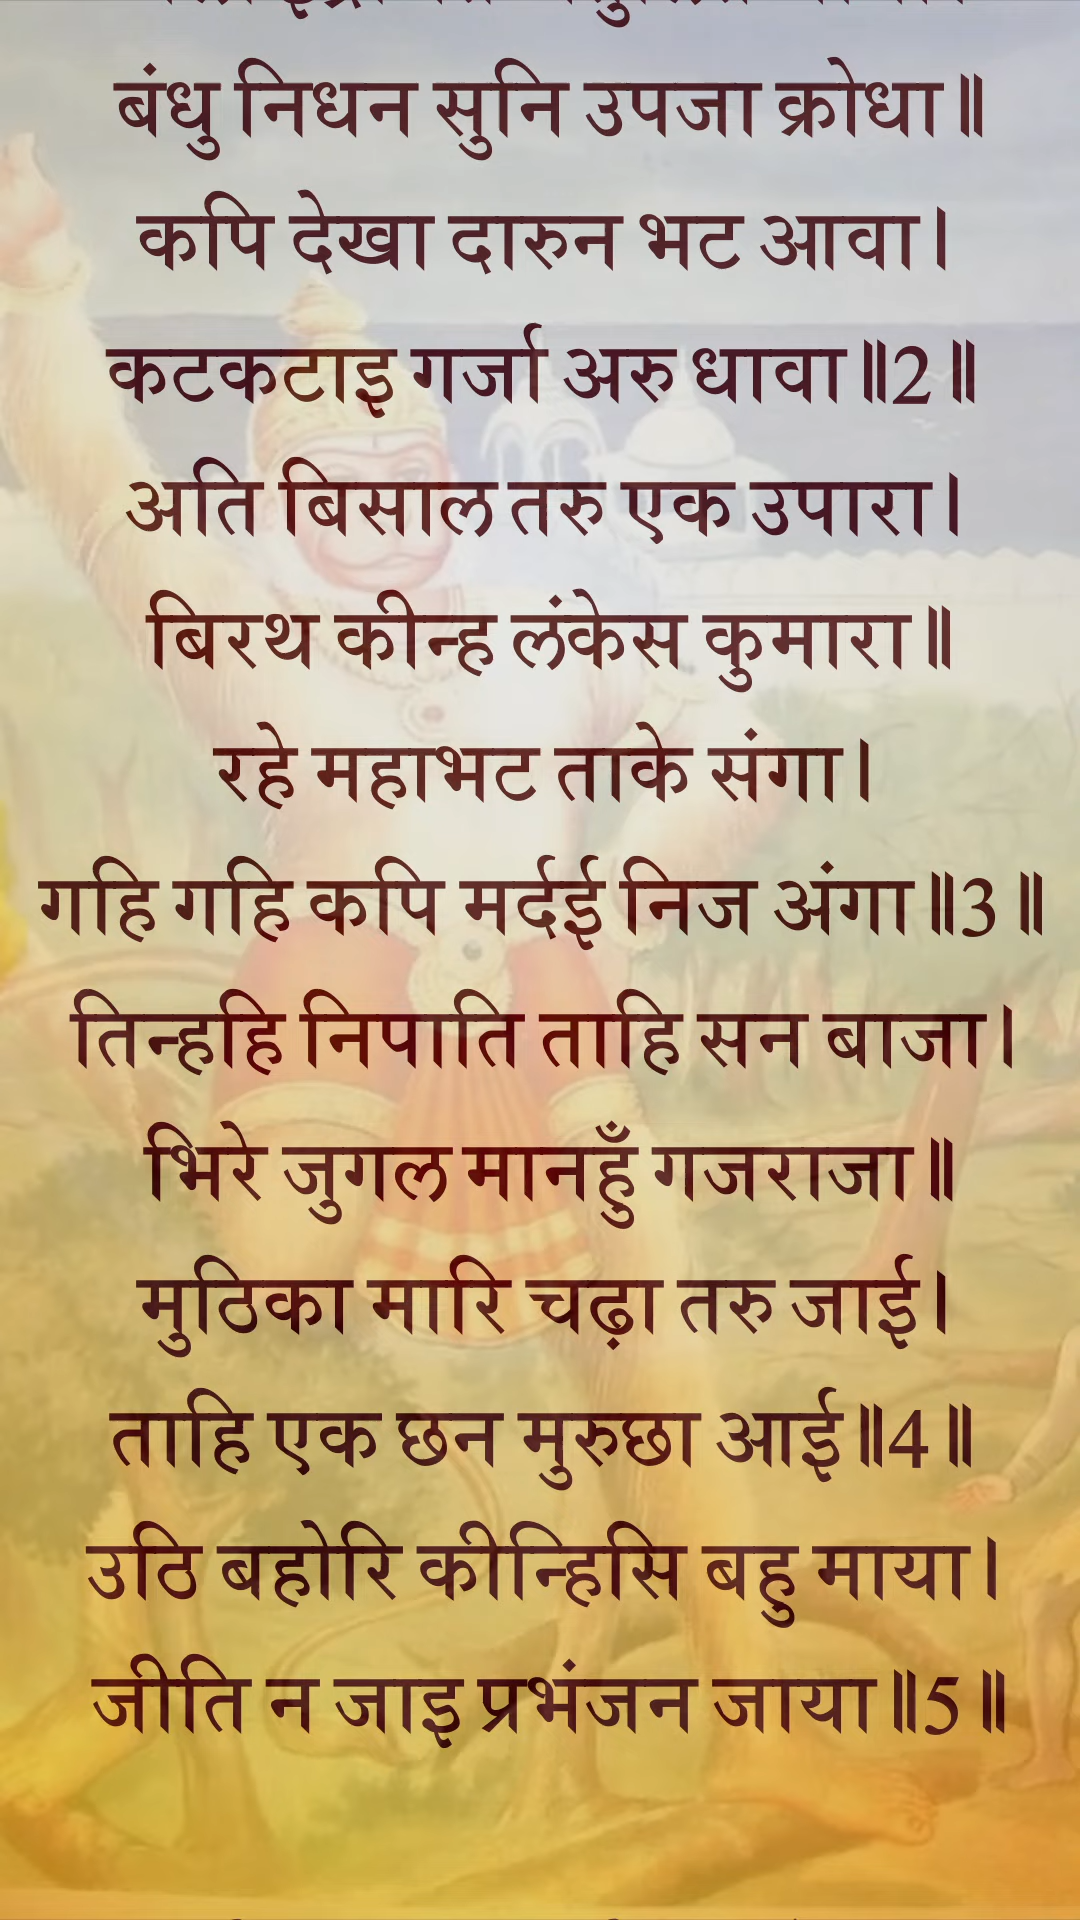 बंधु निधन सुनि उपजा क्रोधा॥
कपि देखा दारुन भट आवा।
कटकटाइ गर्जा अरु धावा॥2॥
अति बिसाल तरु एक उपारा।
बिरथ कीन्ह लंकेस कुमारा॥
रहे महाभट ताके संगा।
गहि गहि कपि मर्दई निज अंगा॥3॥
तिन्हहि निपाति ताहि सन बाजा।
भिरे जुगल मानहुँ गजराजा॥
मुठिका मारि चढ़ा तरु जाई।
ताहि एक छन मुरुछा आई॥4॥
उठि बहोरि कीन्हिसि बहु माया।
जीति न जाइ प्रभंजन जाया॥5॥